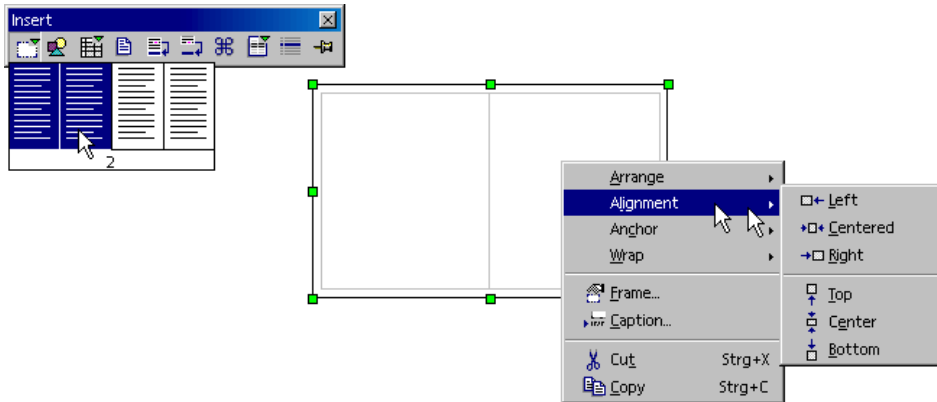 Insert
2
Arrange
Alignment
Anchor
Wrap
Frame...
Caption...
Cut Strg+X
Copy Strg+C
Left
Centered
Right
Top
Center
Bottom